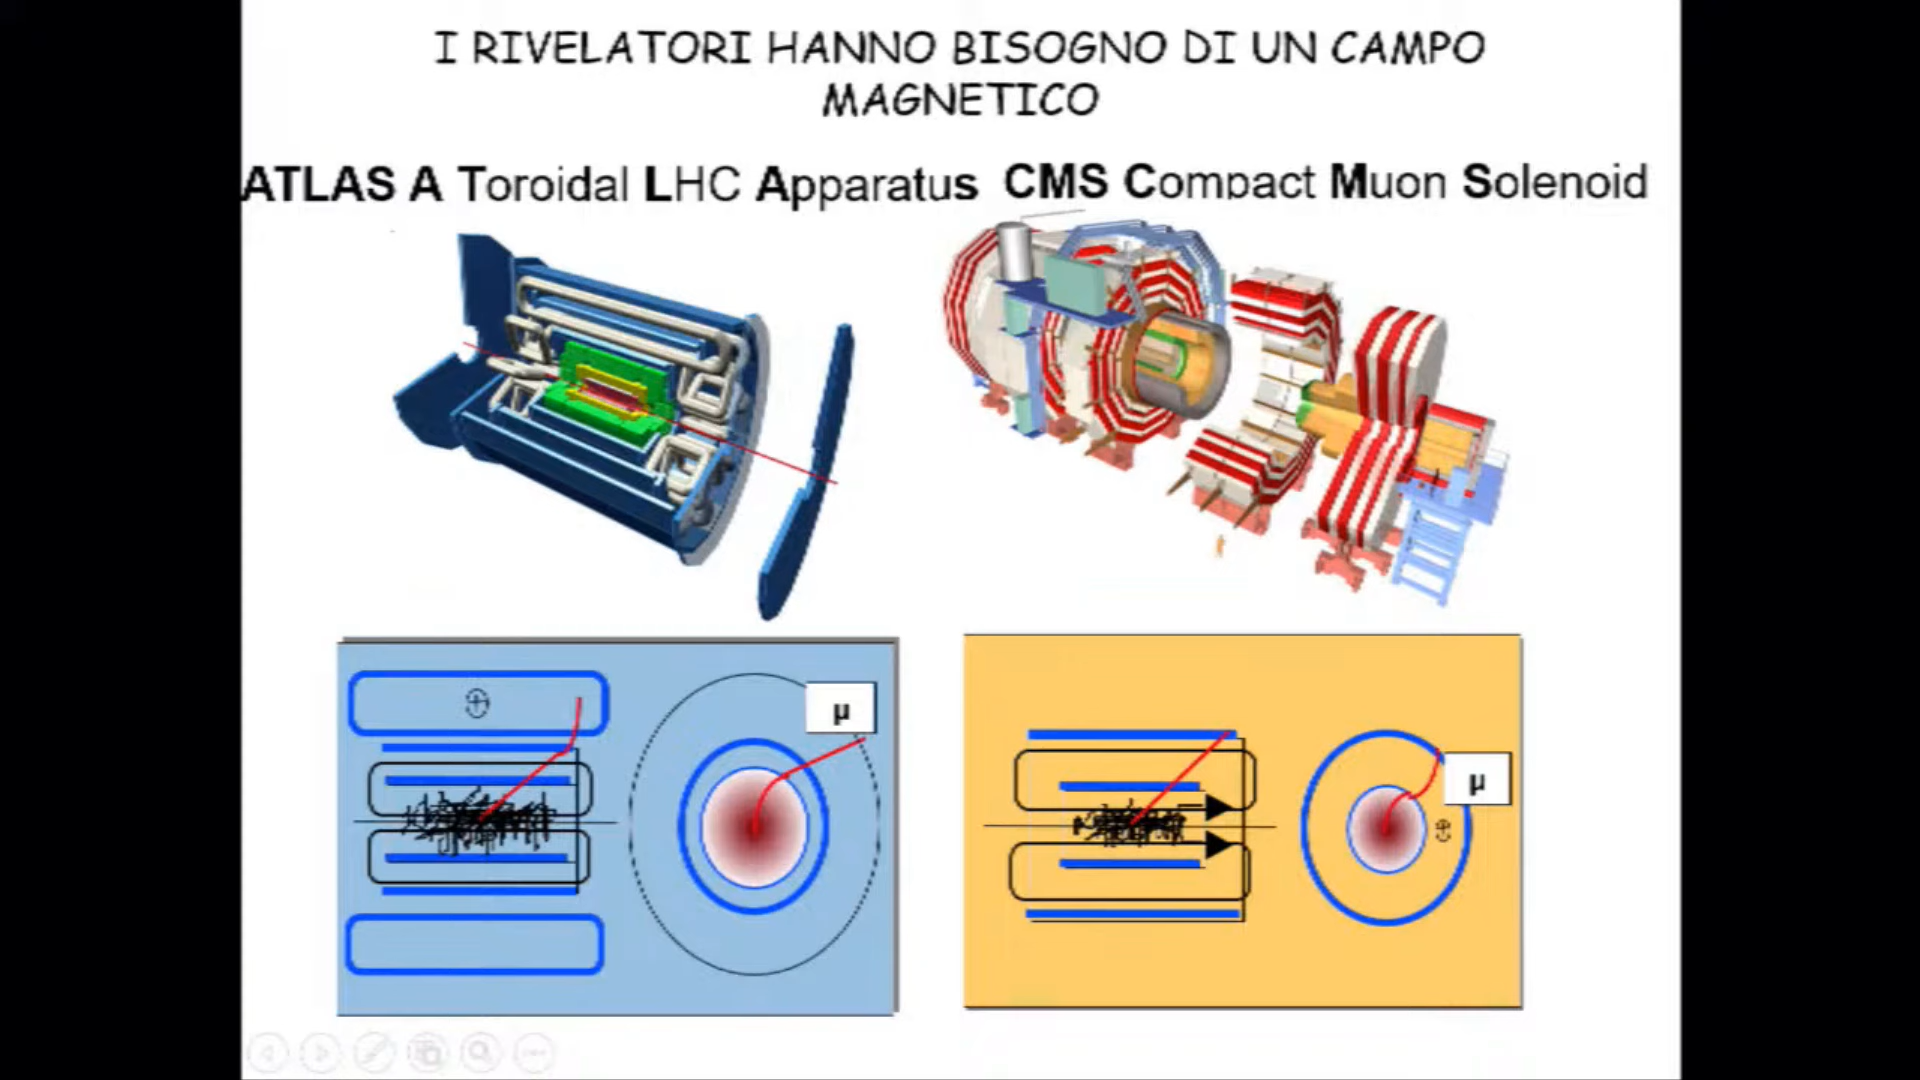 I RIVELATORI HANNO BISOGNO DI UN CAMPO
MAGNETICO
ATLAS A Toroidal LHC Apparatus CMS Compact Muon Solenoid
μ
μ